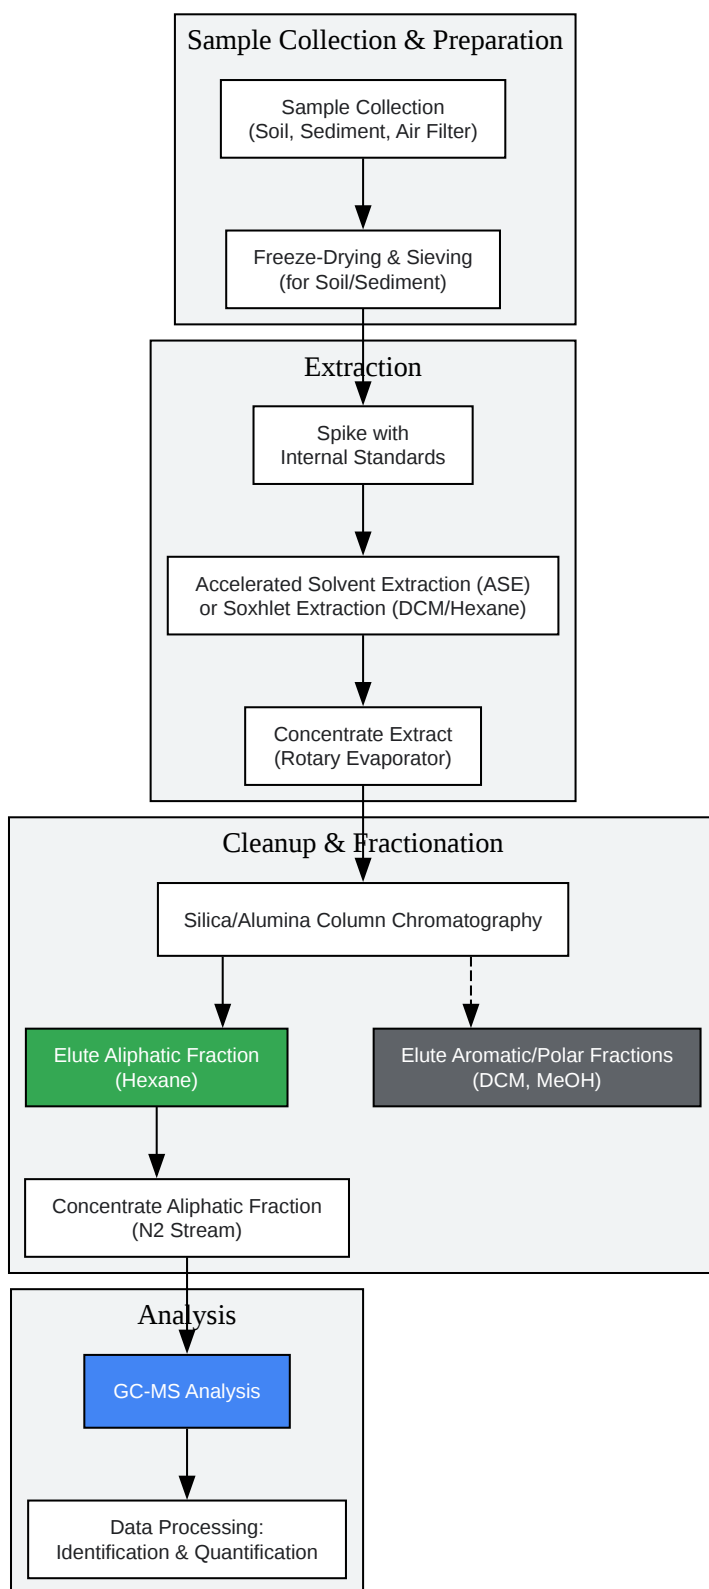 Sample Collection & Preparation
Sample Collection
(Soil, Sediment, Air Filter)
Freeze-Drying & Sieving
(for Soil/Sediment)
Extraction
Spike with
Internal Standards
Accelerated Solvent Extraction (ASE)
or Soxhlet Extraction (DCM/Hexane)
Concentrate Extract
(Rotary Evaporator)
Cleanup & Fractionation
Silica/Alumina Column Chromatography
Elute Aliphatic Fraction
(Hexane)
Elute Aromatic/Polar Fractions
(DCM, MeOH)
Concentrate Aliphatic Fraction
(N2 Stream)
Analysis
GC-MS Analysis
Data Processing:
Identification & Quantification